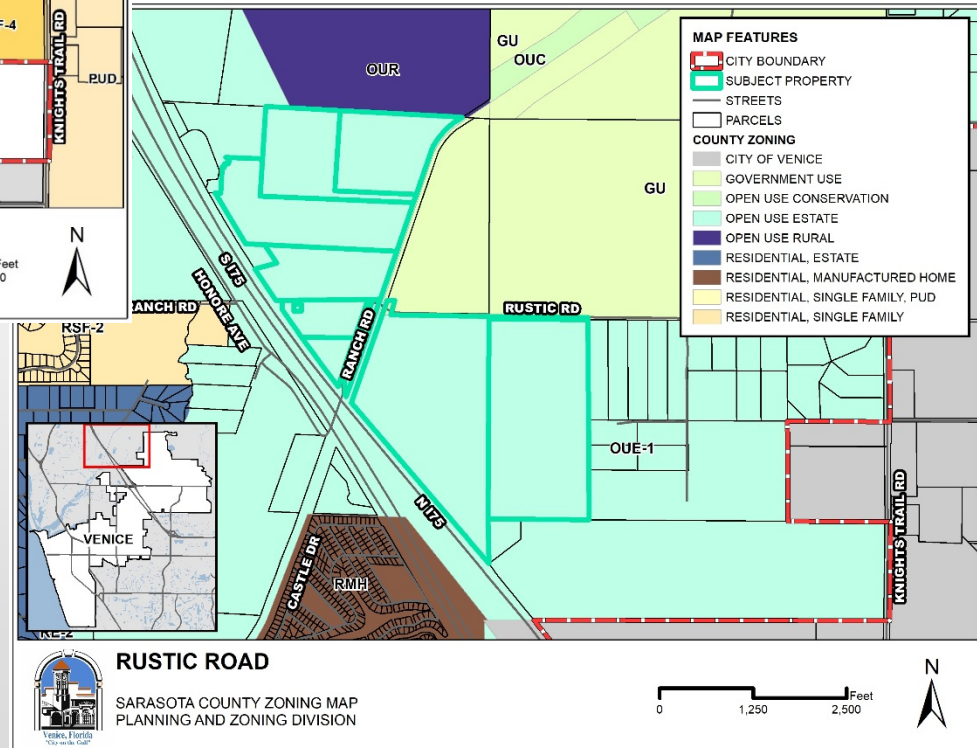 F-4
KNIGHTS TRAIL RD
PUD
N
Feet
0
OUR
GU
OUC
GU
MAP FEATURES
CITY BOUNDARY
SUBJECT PROPERTY
STREETS
PARCELS
COUNTY ZONING
CITY OF VENICE
GOVERNMENT USE
OPEN USE CONSERVATION
OPEN USE ESTATE
OPEN USE RURAL
RESIDENTIAL, ESTATE
RESIDENTIAL, MANUFACTURED HOME
RESIDENTIAL, SINGLE FAMILY, PUD
RESIDENTIAL, SINGLE FAMILY
S I75
HONORE AVE
RANCH RD
RSF-2
RANCH RD
RUSTIC RD
OUE-1
N I75
KNIGHTS TRAIL RD
CASTLE DR
RMH
VENICE
RE-2
RUSTIC ROAD
SARASOTA COUNTY ZONING MAP
PLANNING AND ZONING DIVISION
Venice, Florida
"City on the Gulf"
Feet
0 1,250 2,500
N